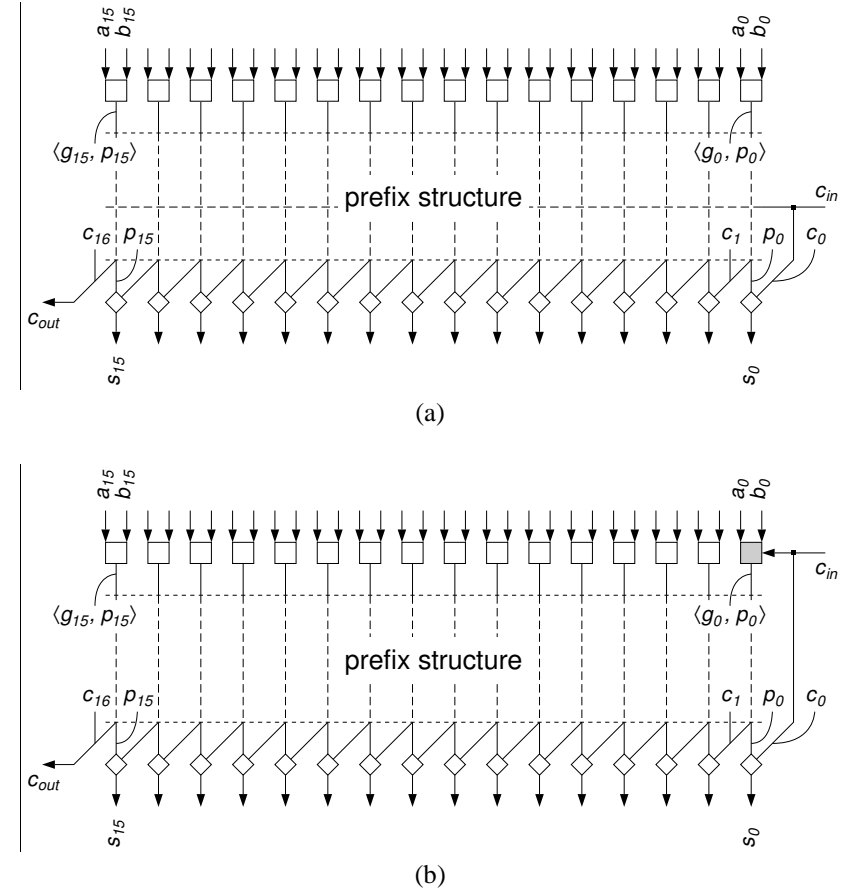 a15 b15 a0 b0
⟨g15, p15⟩ ⟨g0, p0⟩
prefix structure
cin
c16 p15 c1 p0 c0
cout
s15 s0
(a)
a15 b15 a0 b0
cin
⟨g15, p15⟩ ⟨g0, p0⟩
prefix structure
c16 p15 c1 p0 c0
cout
s15 s0
(b)